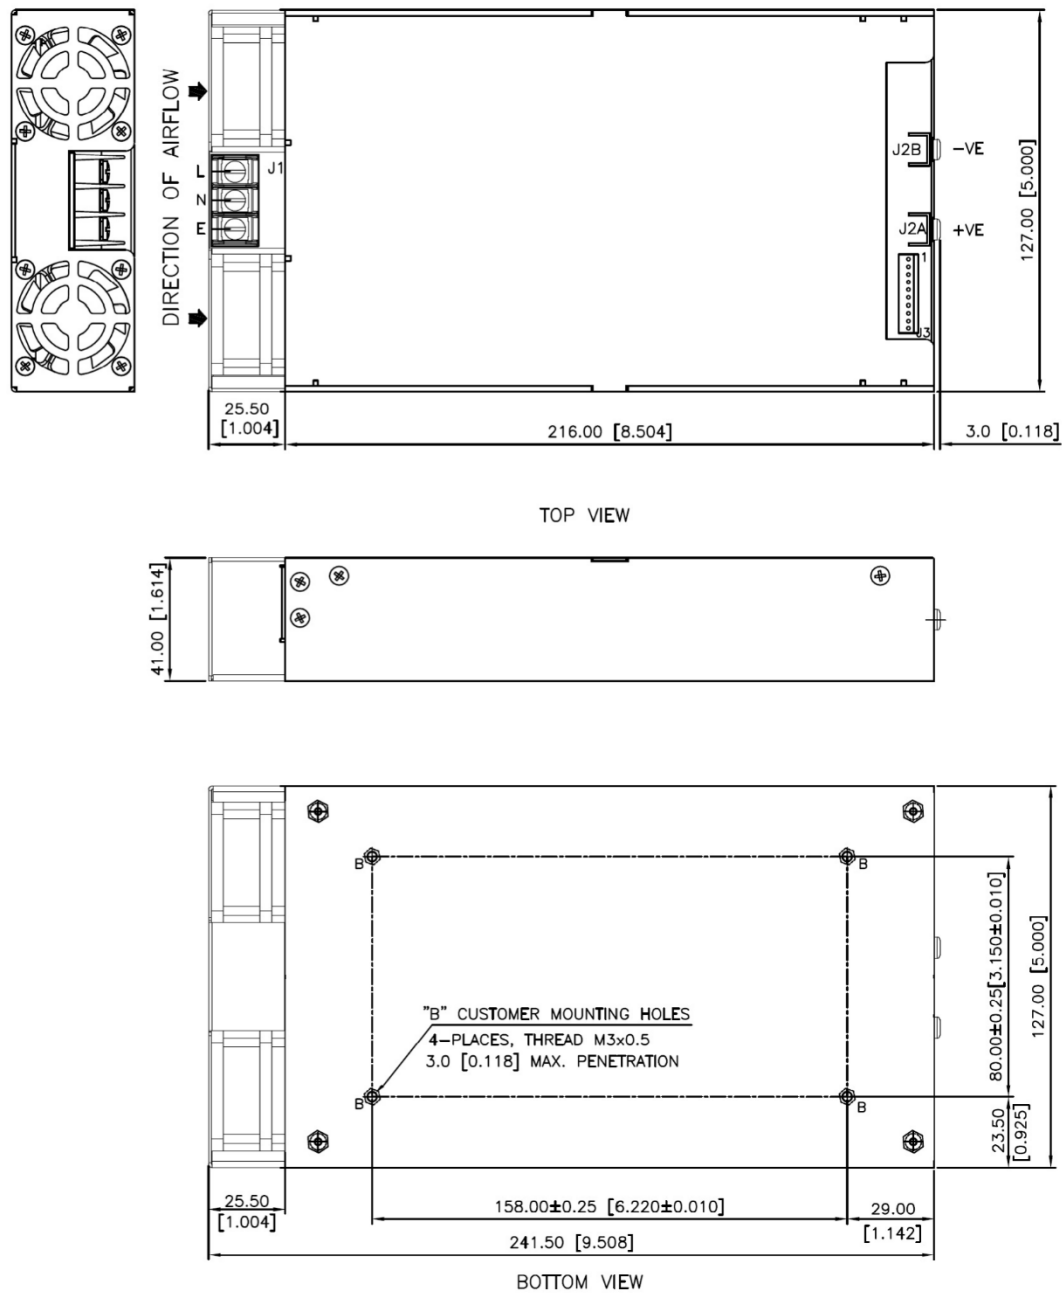 DIRECTION OF AIRFLOW
L
N
E
J1
J2B
-VE
J2A
+VE
1
J3
127.00 [5.000]
25.50
[1.004]
216.00 [8.504]
3.0 [0.118]
TOP VIEW
41.00 [1.614]
B
B
"B" CUSTOMER MOUNTING HOLES
4-PLACES, THREAD M3x0.5
3.0 [0.118] MAX. PENETRATION
B
B
80.00±0.25[3.150±0.010]
127.00 [5.000]
23.50
[0.925]
25.50
[1.004]
158.00±0.25 [6.220±0.010]
29.00
[1.142]
241.50 [9.508]
BOTTOM VIEW